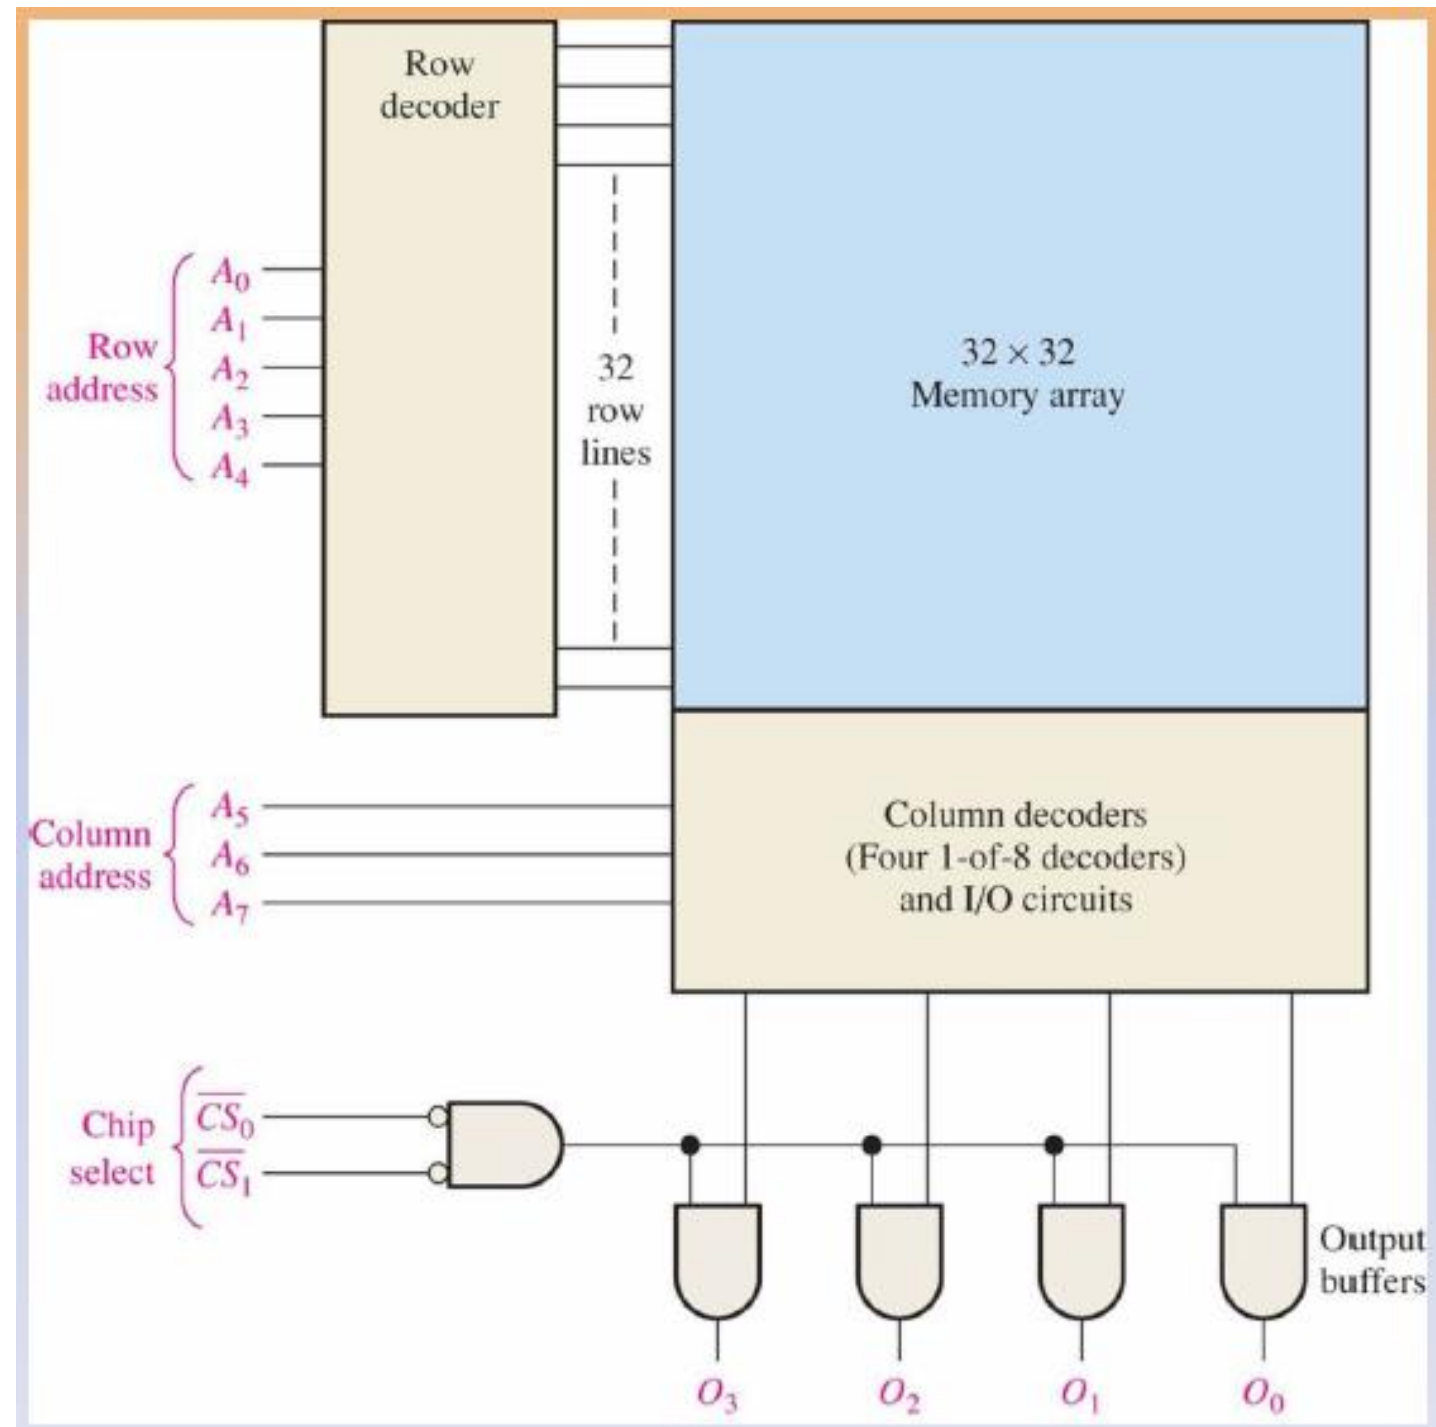 Row
decoder
A0
A1
Row
address
A2
A3
A4
32
row
lines
32 × 32
Memory array
Column
address
A5
A6
A7
Column decoders
(Four 1-of-8 decoders)
and I/O circuits
Chip
select
C̅S̅0
C̅S̅1
Output
buffers
O3 O2 O1 O0